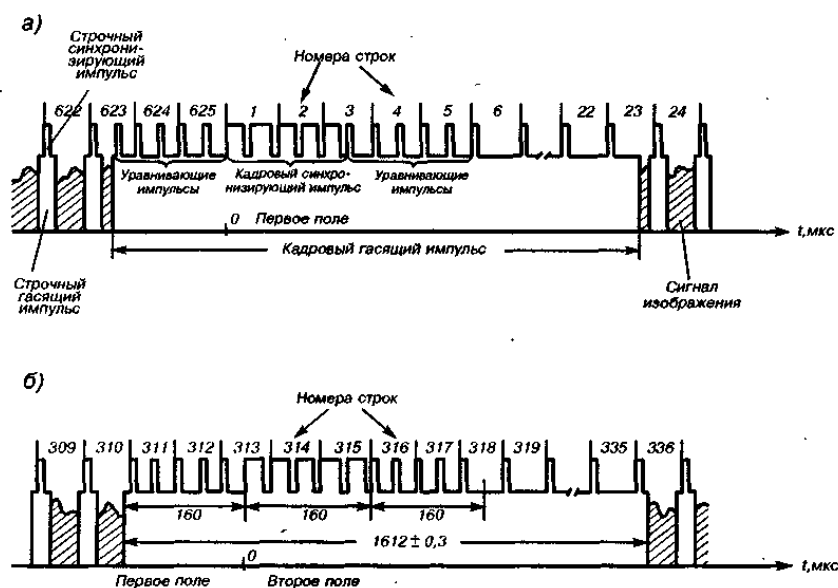 а)
Строчный
синхрони-
зирующий
импульс
Номера строк
622 623 624 625 1 2 3 4 5 6 22 23 24
Уравнивающие
импульсы
Кадровый синхро-
низирующий импульс
Уравнивающие
импульсы
0 Первое поле
t, мкс
Кадровый гасящий импульс
Строчный
гасящий
импульс
Сигнал
изображения
б)
Номера строк
309 310 311 312 313 314 315 316 317 318 319 335 336
160 160 160
1612 ± 0,3
0
t, мкс
Первое поле Второе поле